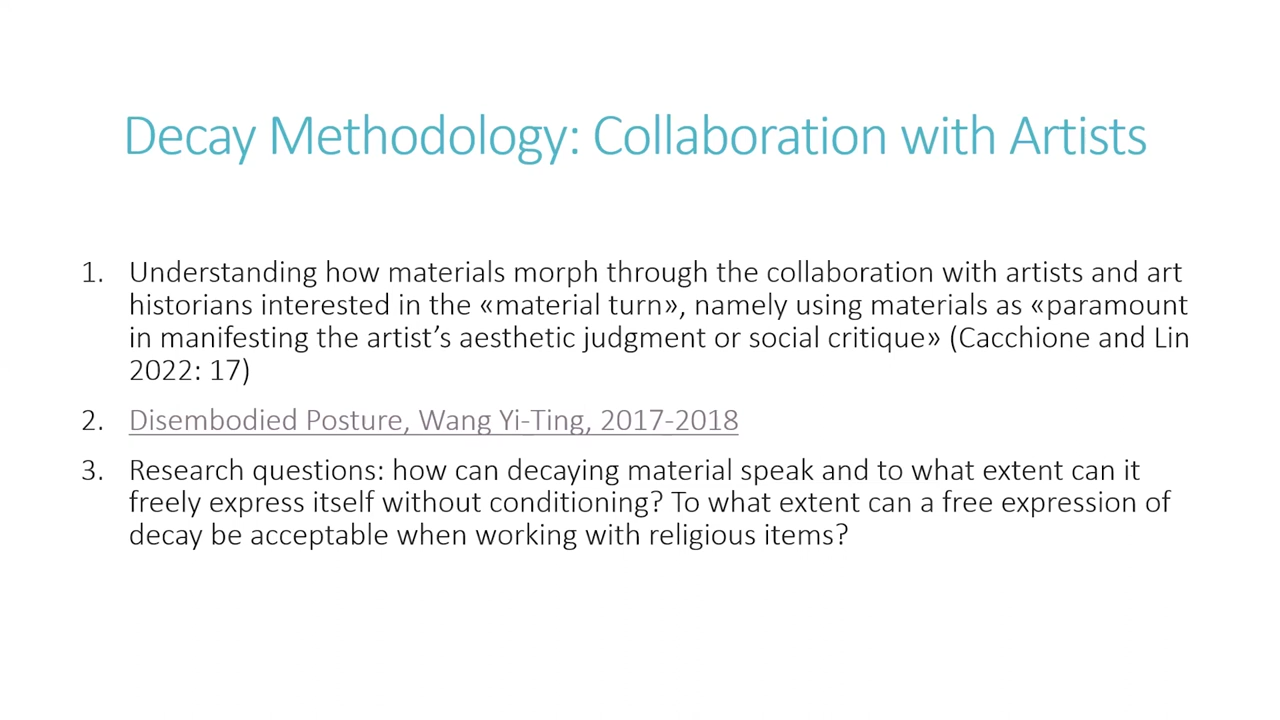 Decay Methodology: Collaboration with Artists
1. Understanding how materials morph through the collaboration with artists and art
historians interested in the «material turn», namely using materials as «paramount
in manifesting the artist’s aesthetic judgment or social critique» (Cacchione and Lin
2022: 17)
2. Disembodied Posture, Wang Yi-Ting, 2017-2018
3. Research questions: how can decaying material speak and to what extent can it
freely express itself without conditioning? To what extent can a free expression of
decay be acceptable when working with religious items?